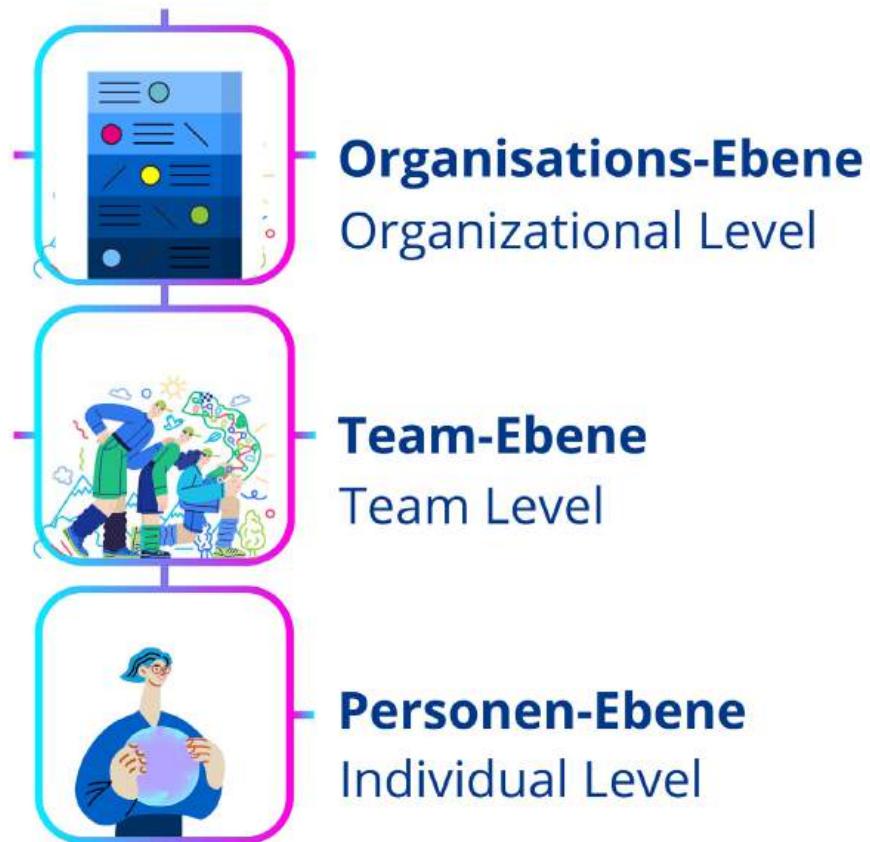 Organisations-Ebene
Organizational Level
Team-Ebene
Team Level
Personen-Ebene
Individual Level